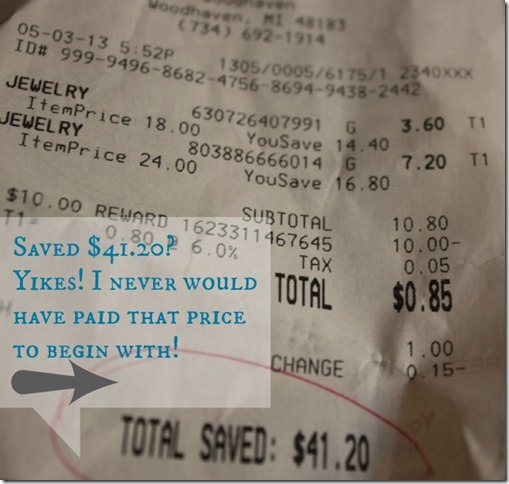 Woodhaven, MI 48183
(734) 692-1914
05-03-13 5:52P 1305/0005/6175/1 2340XXX
ID# 999-9496-8682-4756-8694-9438-2442
JEWELRY 630726407991 G 3.60 T1
ItemPrice 18.00 YouSave 14.40
JEWELRY 803886666014 G 7.20 T1
ItemPrice 24.00 YouSave 16.80
SUBTOTAL 10.80
$10.00 REWARD 1623311467645 10.00-
T1= 0.80 @ 6.0% TAX 0.05
TOTAL $0.85
1.00
CHANGE 0.15-
Saved $41.20?
Yikes! I never would
have paid that price
to begin with!
TOTAL SAVED: $41.20